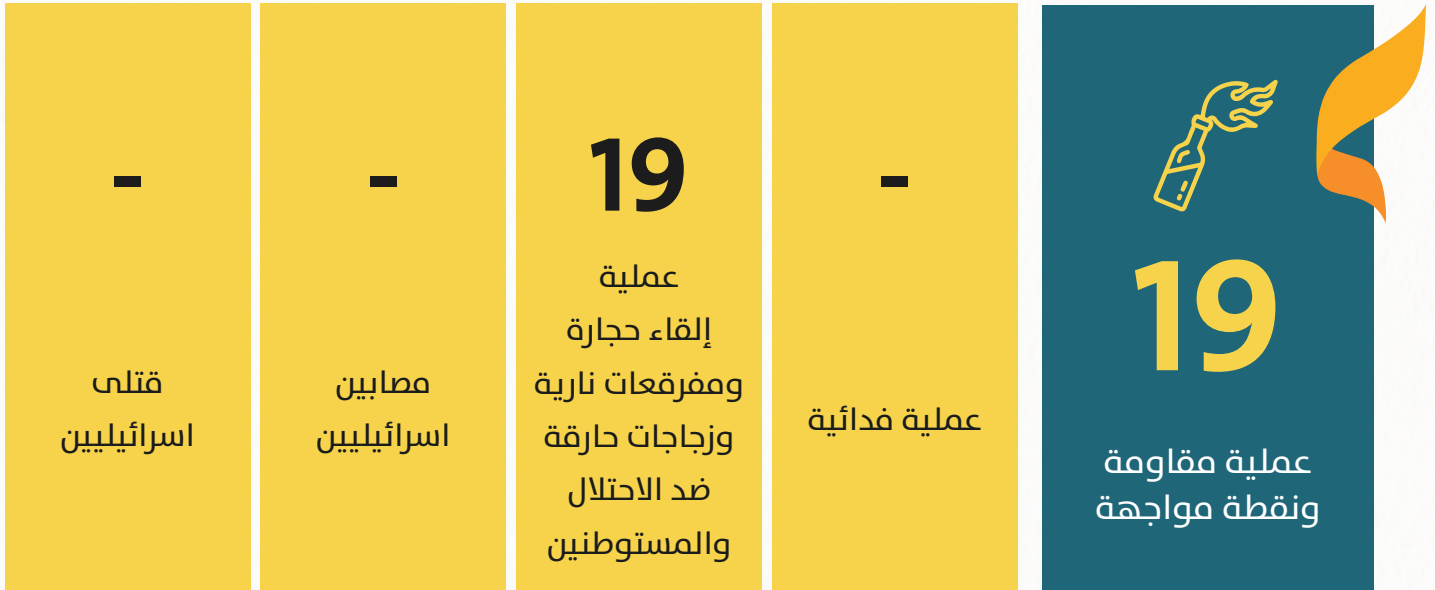 19
عملية مقاومة
ونقطة مواجهة
-
عملية فدائية
19
عملية
إلقاء حجارة
ومفرقعات نارية
وزجاجات حارقة
ضد الاحتلال
والمستوطنين
-
مصابين
اسرائيليين
-
قتلى
اسرائيليين